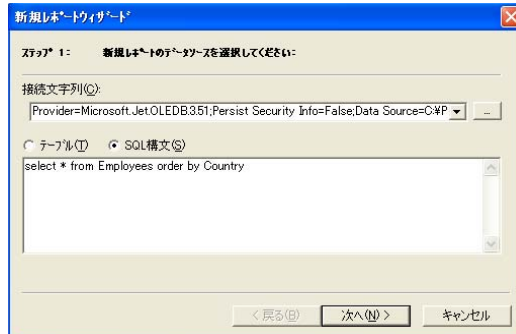 新規ﾚﾎﾟｰﾄｳｨｻﾞｰﾄﾞ
ｽﾃｯﾌﾟ 1: 新規ﾚﾎﾟｰﾄのﾃﾞｰﾀｿｰｽを選択してください:
接続文字列(C):
Provider=Microsoft.Jet.OLEDB.3.51;Persist Security Info=False;Data Source=C:¥P ...
ﾃｰﾌﾞﾙ(T) SQL構文(S)
select * from Employees order by Country
< 戻る(B) 次へ(N) > ｷｬﾝｾﾙ